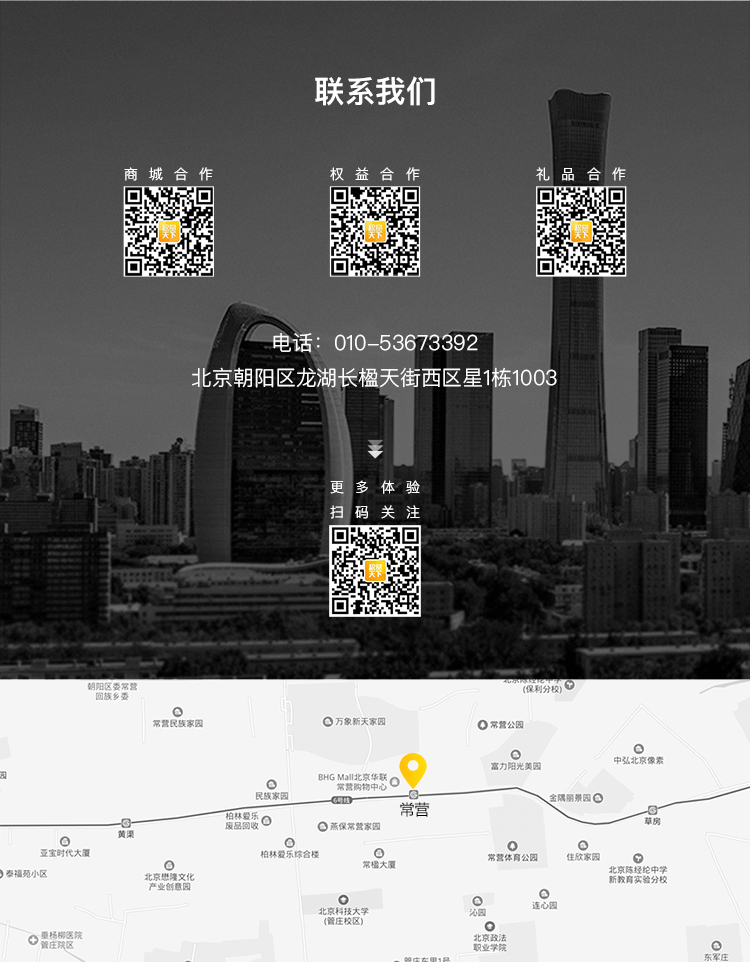 联系我们
商城合作
权益合作
礼品合作
电话：010-53673392
北京朝阳区龙湖长楹天街西区星1栋1003
更多体验
扫码关注
朝阳区委常营
回族乡委
常营民族家园
万象新天家园
(保利分校)
常营公园
富力阳光美园
中弘北京像素
BHG Mall北京华联
常营购物中心
民族家园
6号线
常营
金隅丽景园
草房
黄渠
柏林爱乐
废品回收
燕保常营家园
亚宝时代大厦
柏林爱乐综合楼
常楹大厦
常营体育公园
住欣家园
泰福苑小区
北京懋隆文化
产业创意园
北京陈经纶中学
新教育实验分校
北京科技大学
(管庄校区)
沁园
连心园
垂杨柳医院
管庄院区
北京政法
职业学院
东军庄